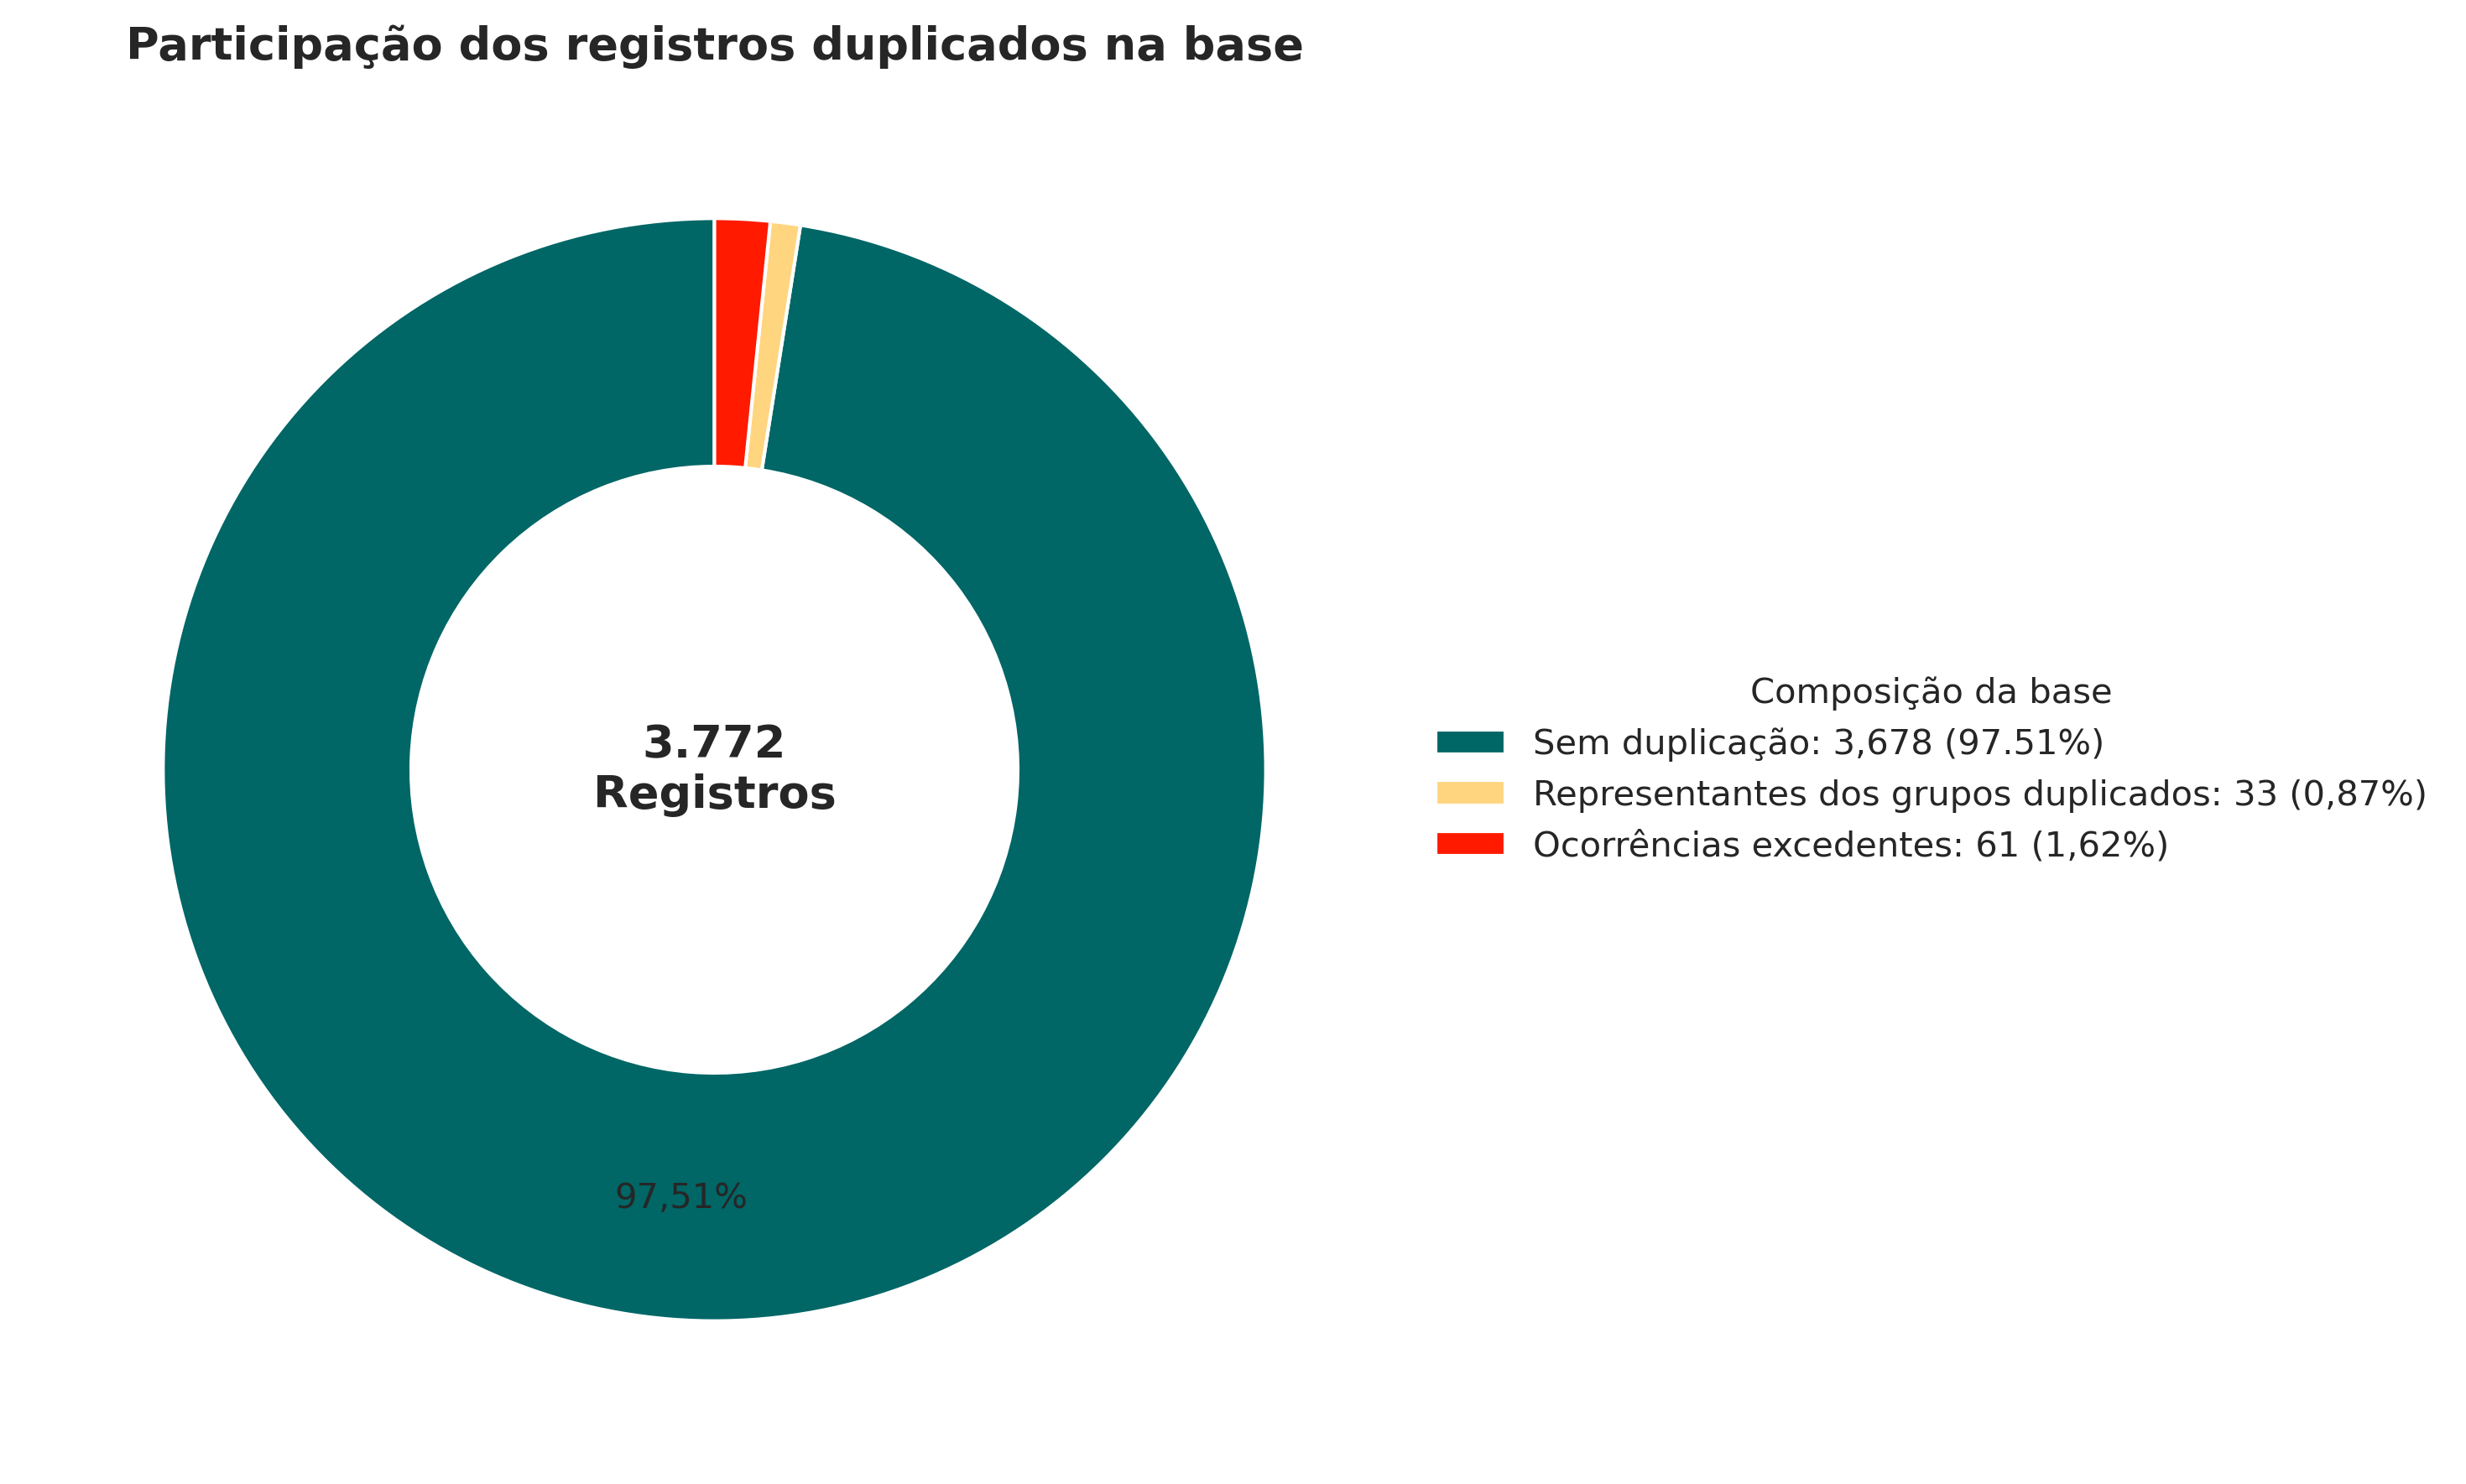 Participação dos registros duplicados na base
3.772
Registros
97,51%
Composição da base
Sem duplicação: 3,678 (97.51%)
Representantes dos grupos duplicados: 33 (0,87%)
Ocorrências excedentes: 61 (1,62%)